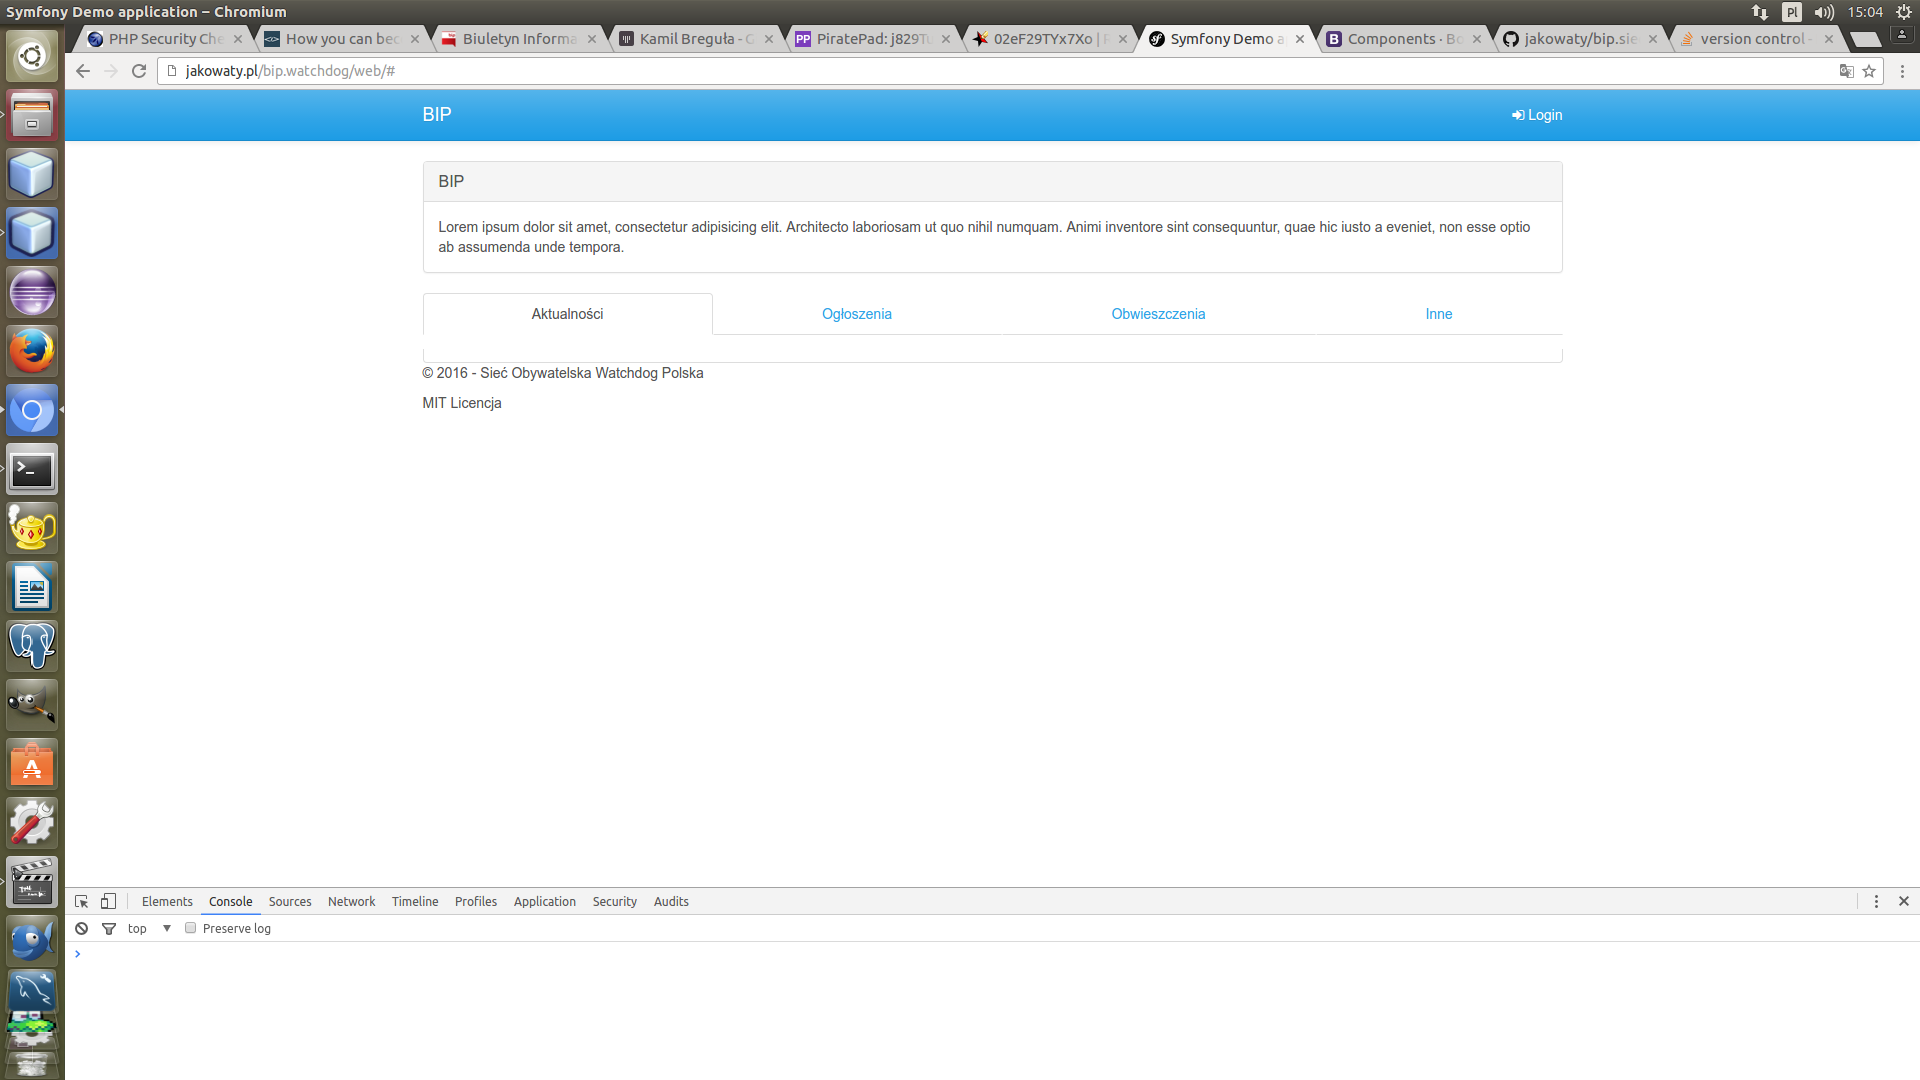 Symfony Demo application – Chromium
Pl
15:04
PHP Security Che
How you can bec
Biuletyn Informa
Kamil Breguła - G
PP PiratePad: j829Tu
02eF29TYx7Xo | R
sf Symfony Demo a
B Components · Bo
jakowaty/bip.sie
version control -
jakowaty.pl/bip.watchdog/web/#
BIP
Login
BIP
Lorem ipsum dolor sit amet, consectetur adipisicing elit. Architecto laboriosam ut quo nihil numquam. Animi inventore sint consequuntur, quae hic iusto a eveniet, non esse optio
ab assumenda unde tempora.
Aktualności
Ogłoszenia
Obwieszczenia
Inne
© 2016 - Sieć Obywatelska Watchdog Polska
MIT Licencja
Elements
Console
Sources
Network
Timeline
Profiles
Application
Security
Audits
top
Preserve log